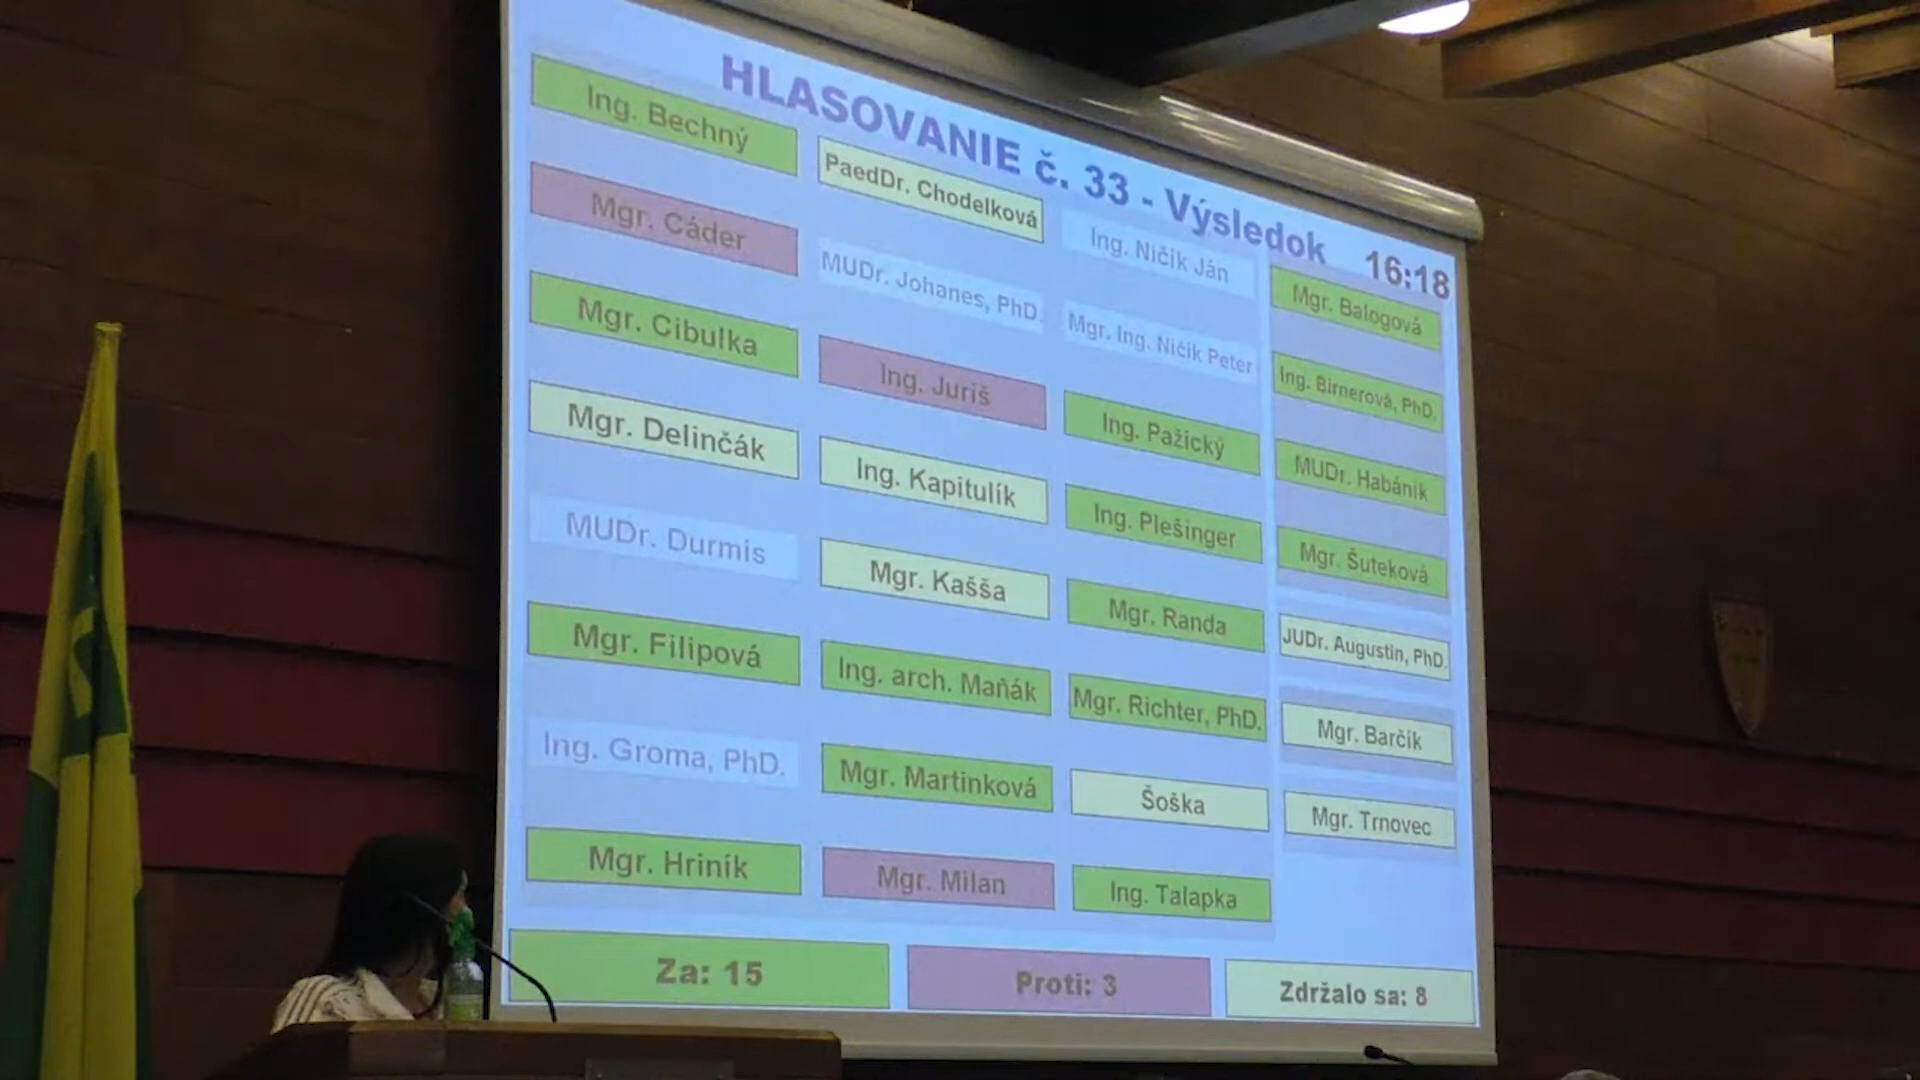 HLASOVANIE č. 33 - Výsledok 16:18
Ing. Bechný
Mgr. Cáder
Mgr. Cibulka
Mgr. Delinčák
MUDr. Durmis
Mgr. Filipová
Ing. Groma, PhD.
Mgr. Hriník
PaedDr. Chodelková
MUDr. Johanes, PhD.
Ing. Juriš
Ing. Kapitulík
Mgr. Kašša
Ing. arch. Maňák
Mgr. Martinková
Mgr. Milan
Ing. Ničík Ján
Mgr. Ing. Ničík Peter
Ing. Pažický
Ing. Plešinger
Mgr. Randa
Mgr. Richter, PhD.
Šoška
Ing. Talapka
Mgr. Balogová
Ing. Birnerová, PhD.
MUDr. Habánik
Mgr. Šuteková
JUDr. Augustin, PhD.
Mgr. Barčík
Mgr. Trnovec
Za: 15
Proti: 3
Zdržalo sa: 8